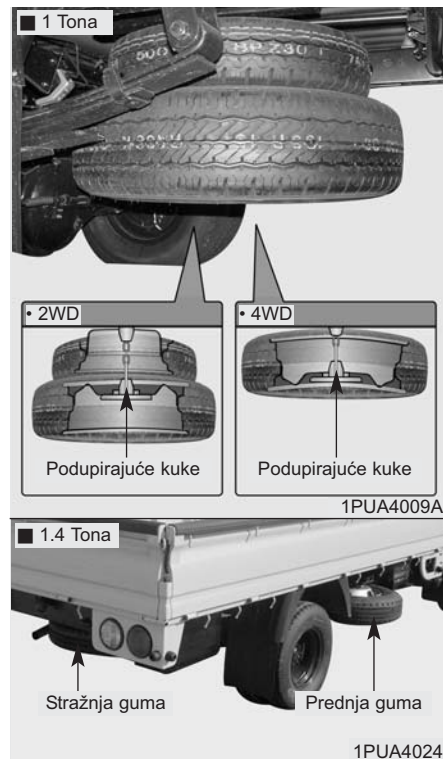 ■ 1 Tona
• 2WD
• 4WD
Podupirajuće kuke
Podupirajuće kuke
1PUA4009A
■ 1.4 Tona
Stražnja guma
Prednja guma
1PUA4024